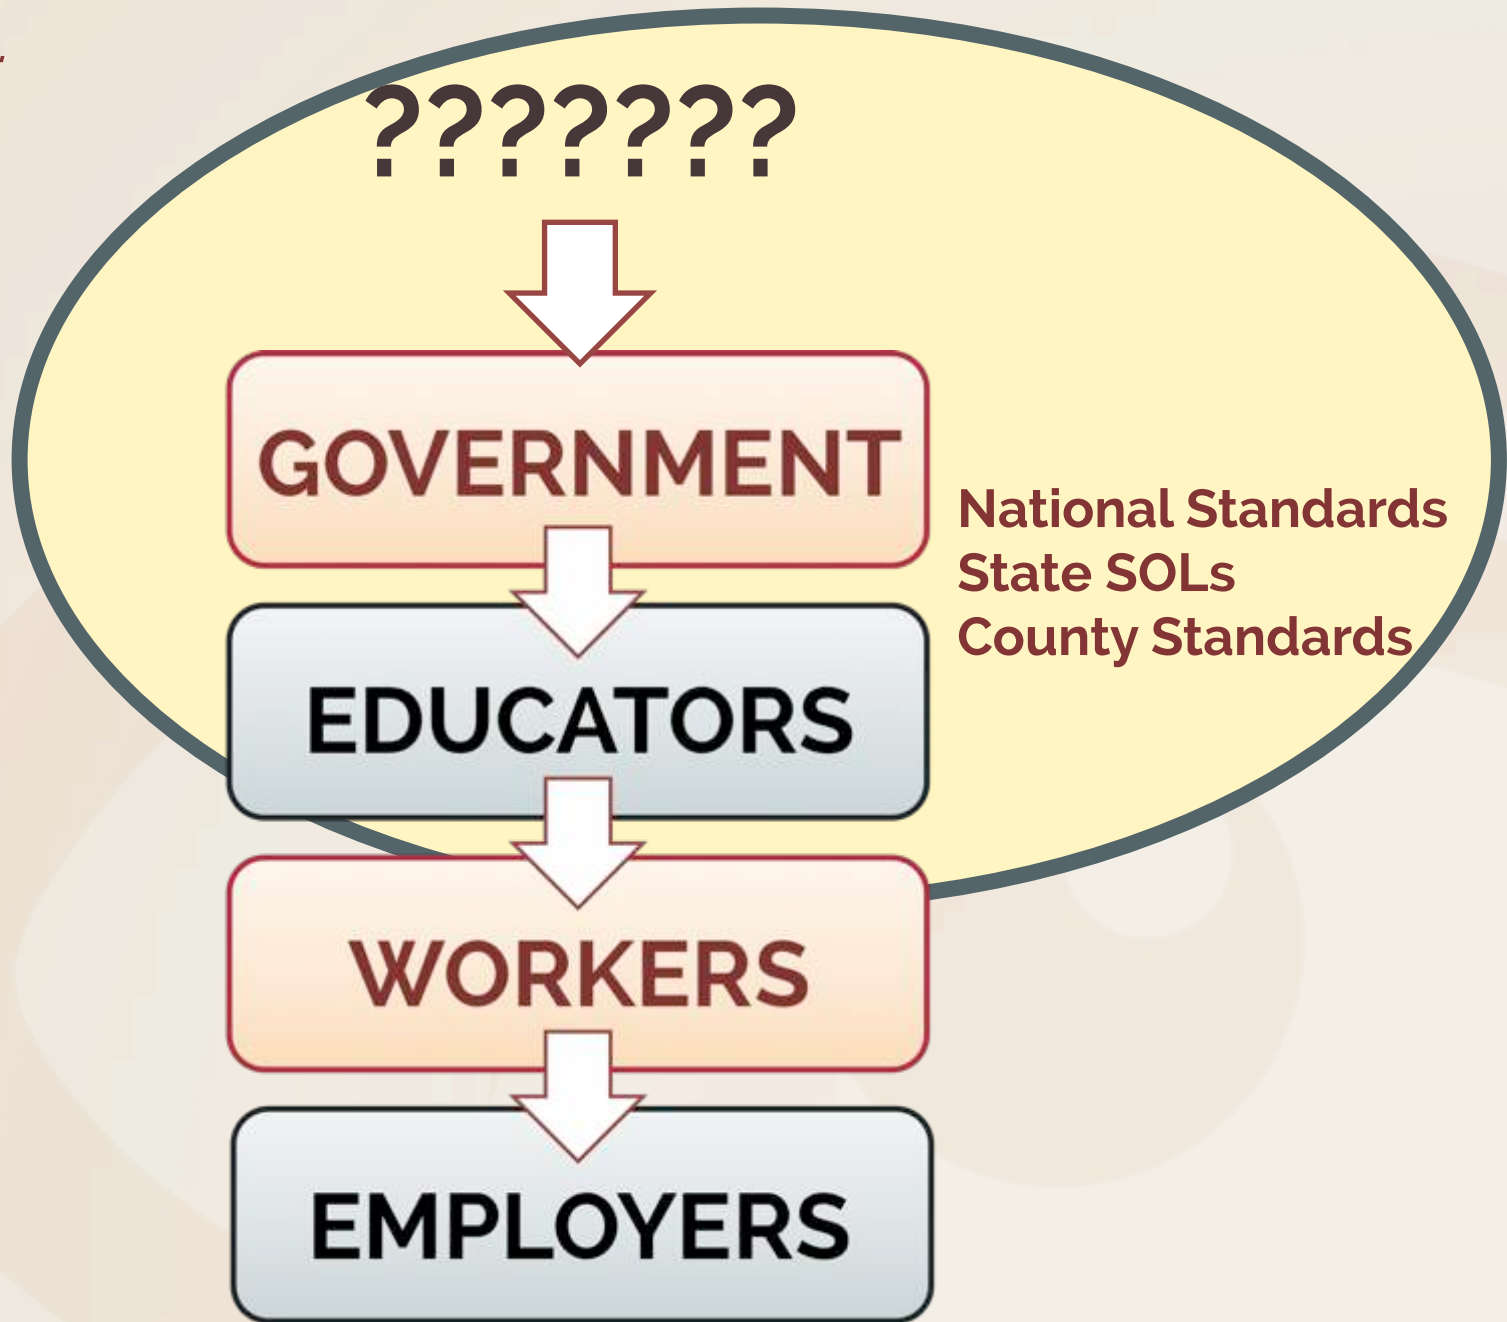 ???????
GOVERNMENT
National Standards
State SOLs
County Standards
EDUCATORS
WORKERS
EMPLOYERS